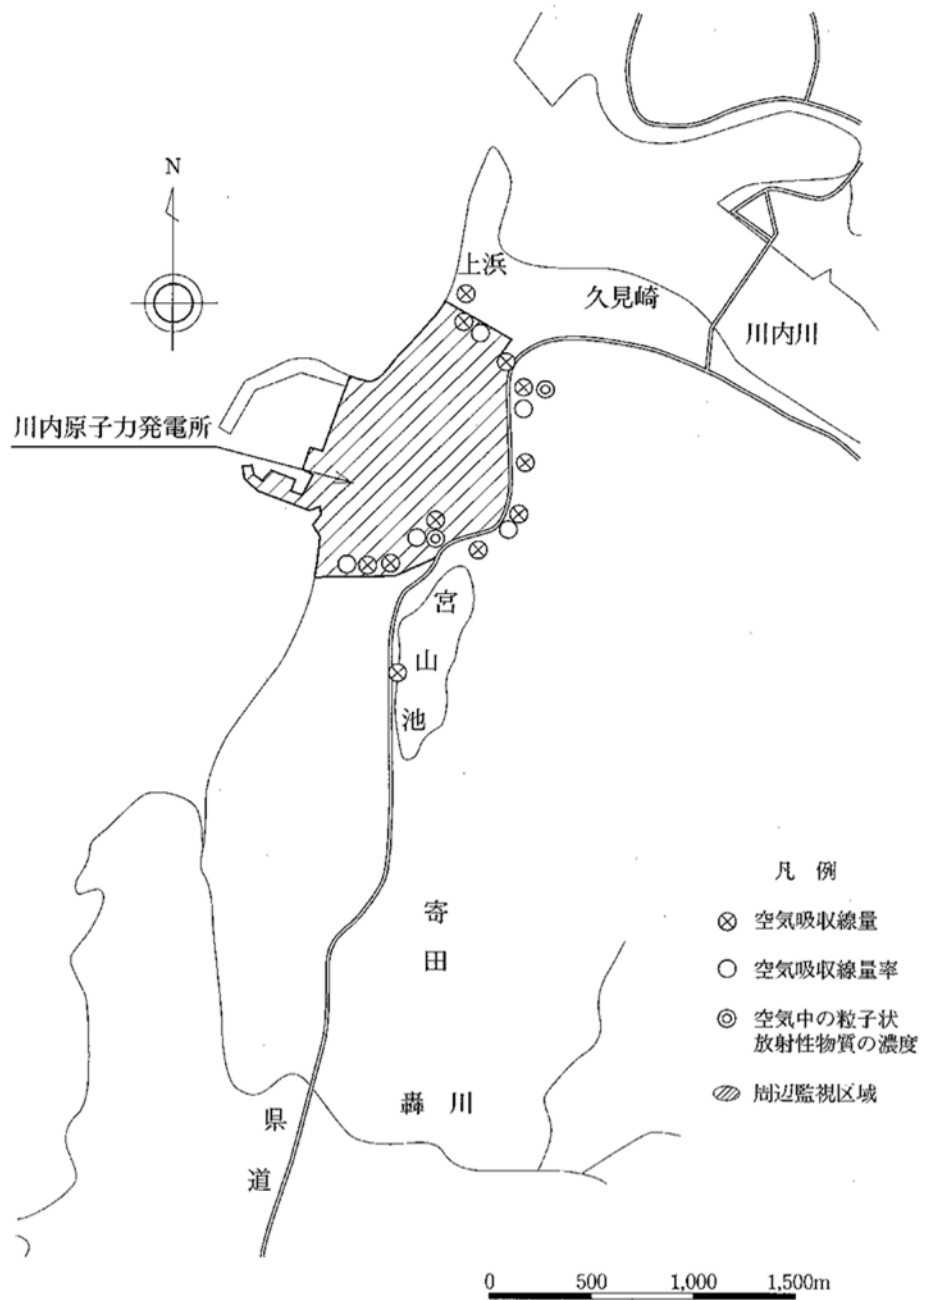 N
上浜
久見崎
川内川
川内原子力発電所
宮
山
池
寄
田
轟川
県
道
凡例
空気吸収線量
空気吸収線量率
空気中の粒子状
放射性物質の濃度
周辺監視区域
0 500 1,000 1,500m